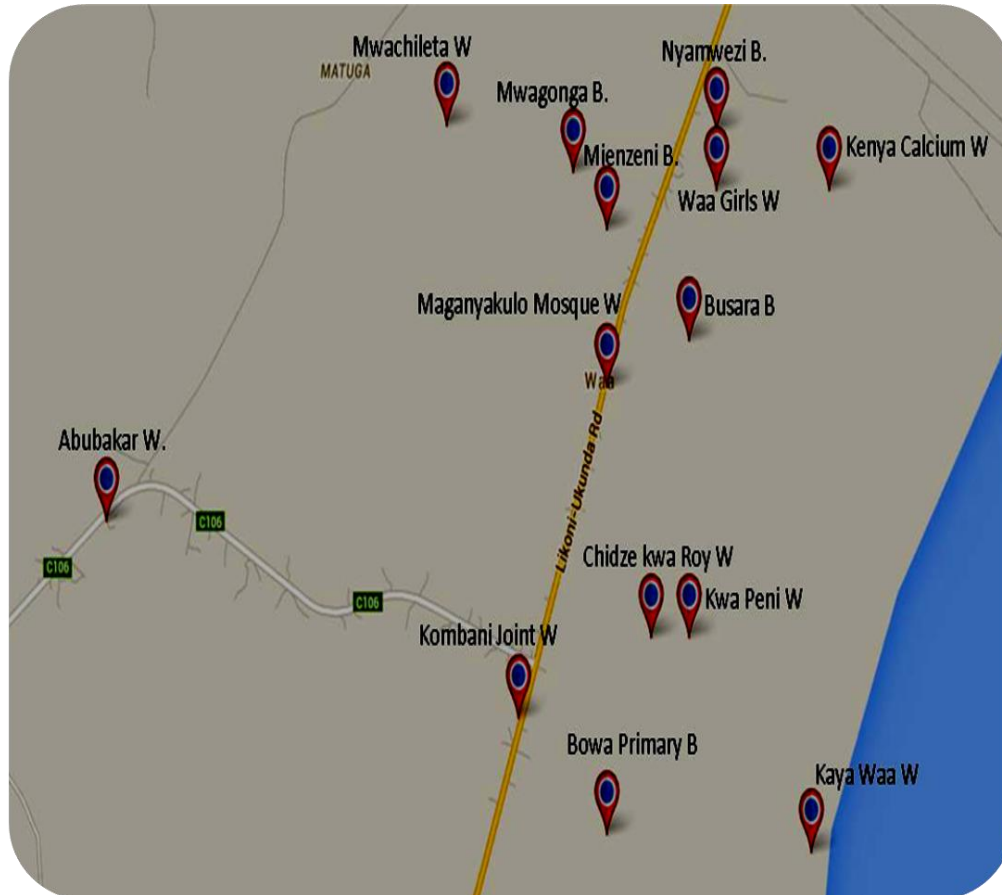 Mwachileta W
Nyamwezi B.
MATUGA
Mwagonga B.
Kenya Calcium W
Mienzeni B.
Waa Girls W
Maganyakulo Mosque W
Busara B
Waa
Likoni-Ukunda Rd
Abubakar W.
C106
C106
Chidze kwa Roy W
Kwa Peni W
C106
Kombani Joint W
Bowa Primary B
Kaya Waa W